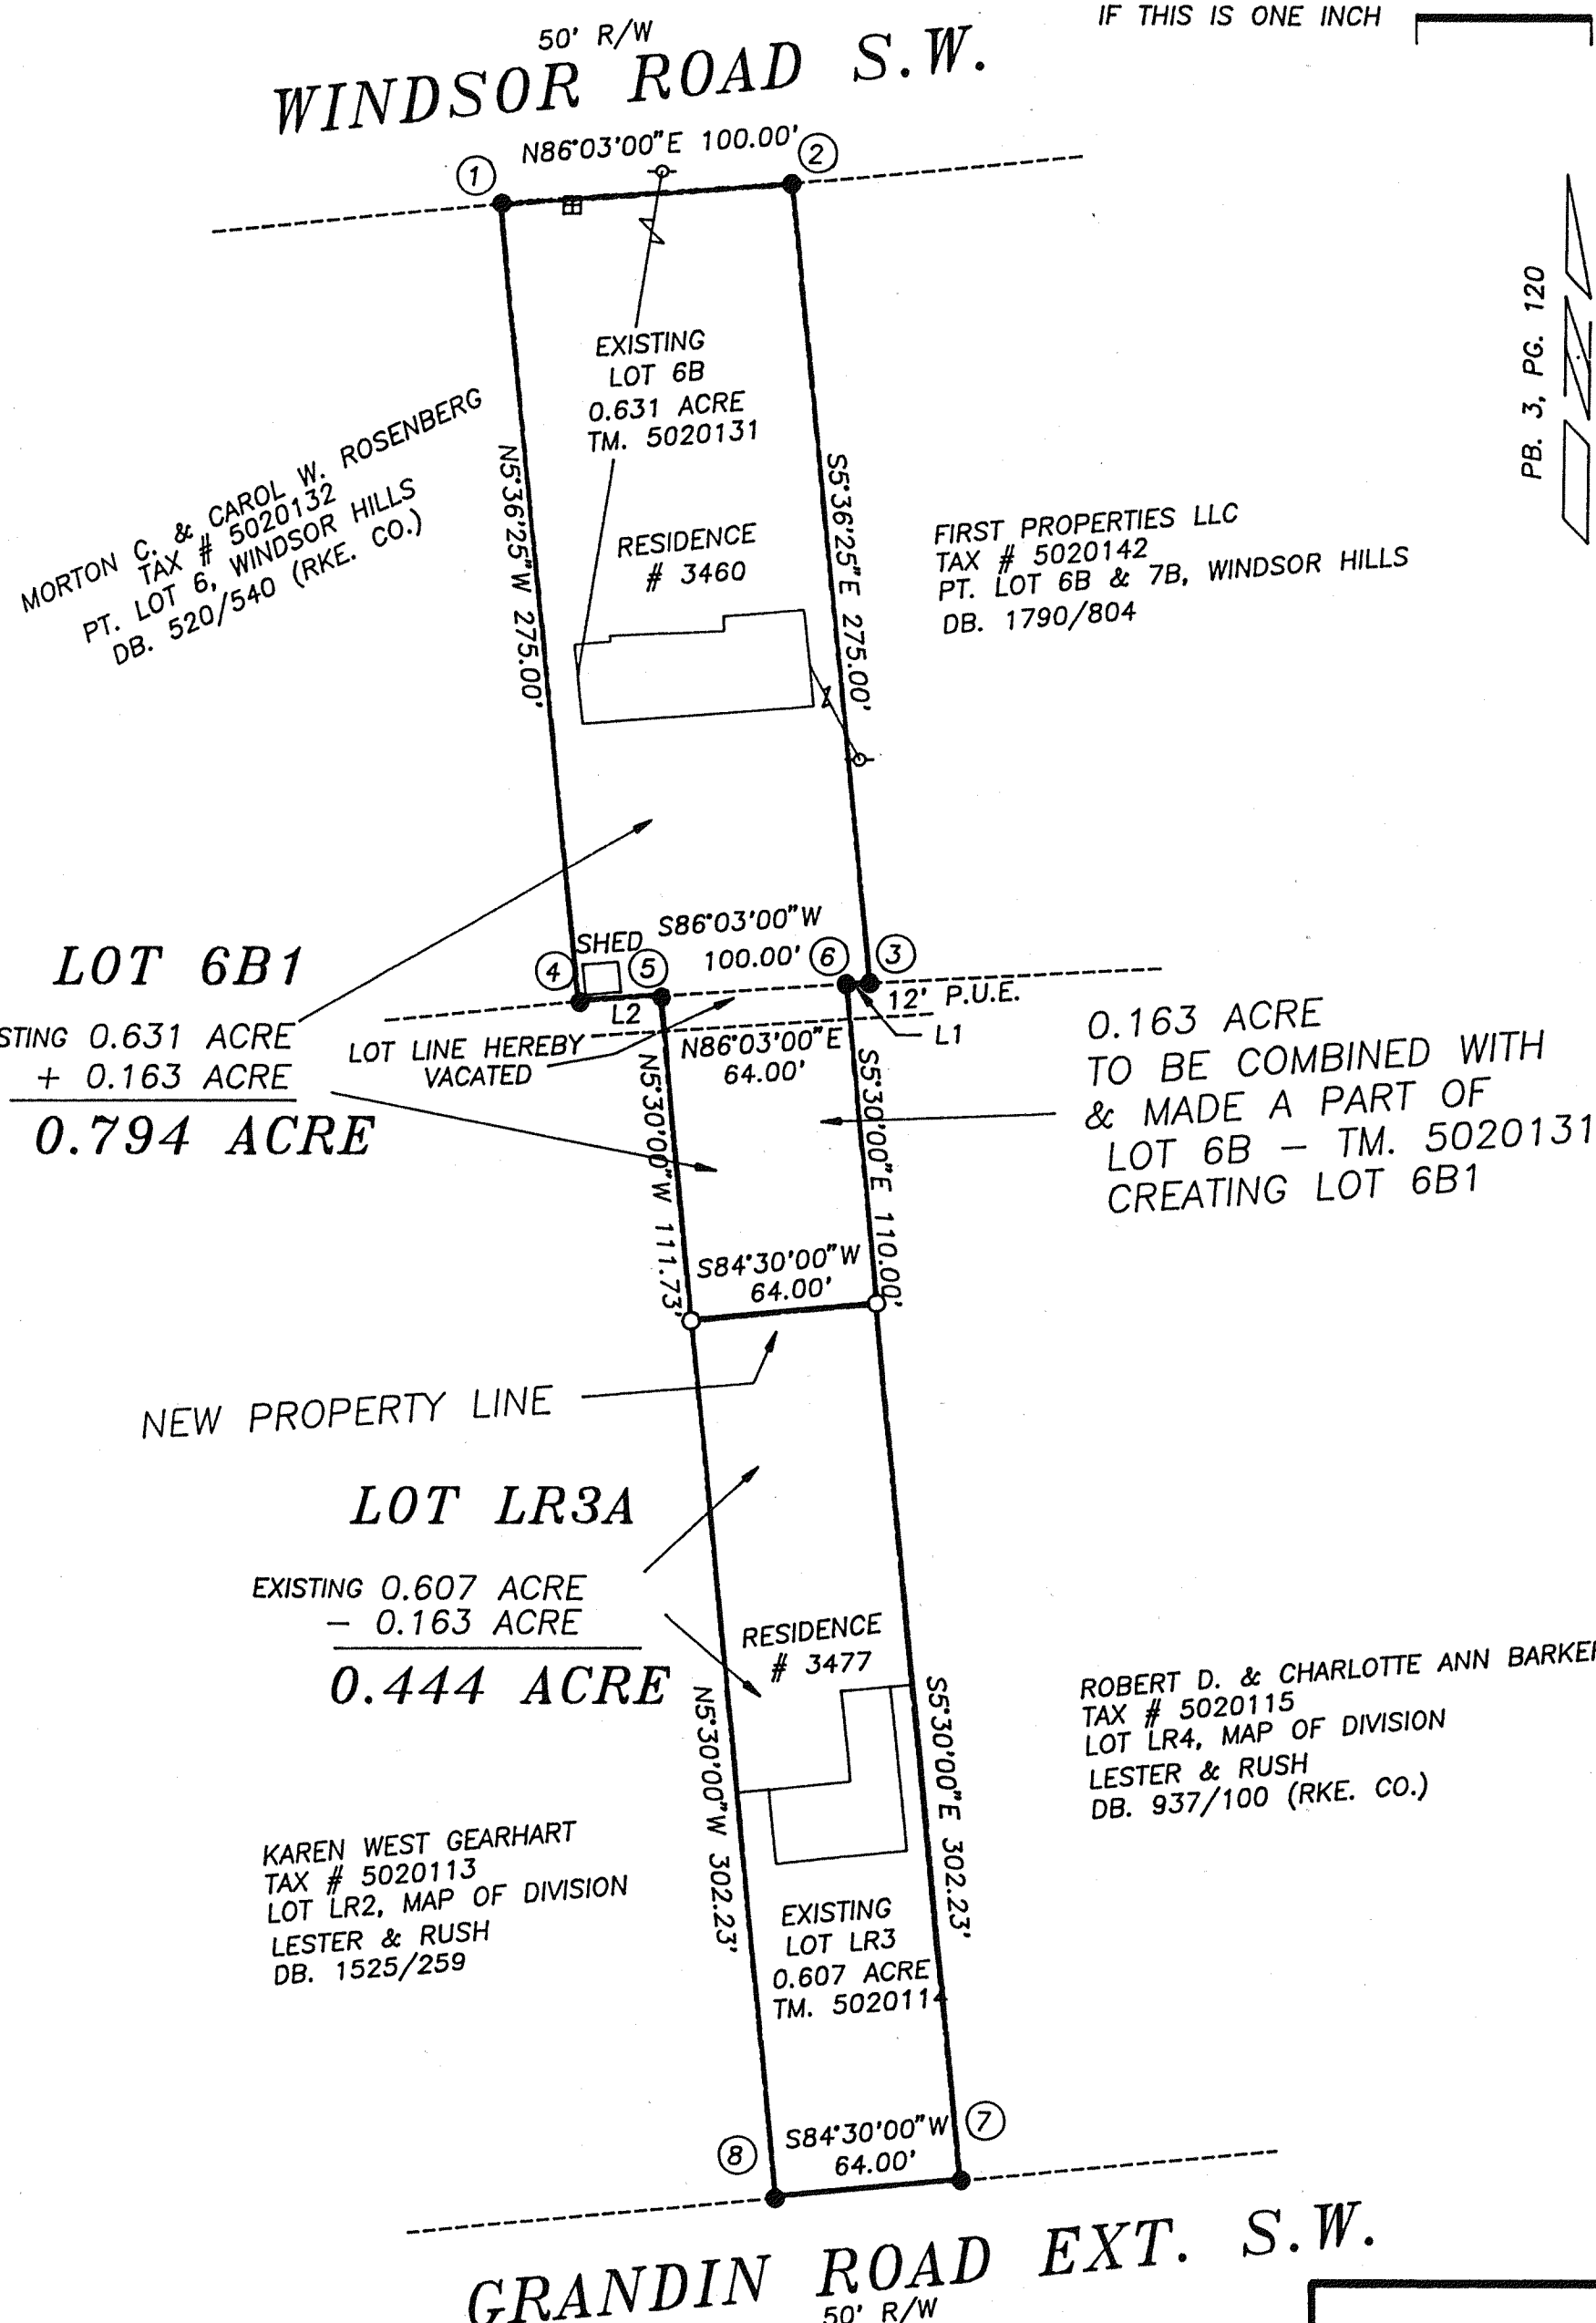 IF THIS IS ONE INCH
50' R/W
WINDSOR ROAD S.W.
N86°03'00"E 100.00'
1
2
PB. 3, PG. 120
N
EXISTING
LOT 6B
0.631 ACRE
TM. 5020131
N5°36'25"W 275.00'
S5°36'25"E 275.00'
MORTON C. & CAROL W. ROSENBERG
TAX # 5020132
PT. LOT 6, WINDSOR HILLS
DB. 520/540 (RKE. CO.)
RESIDENCE
# 3460
FIRST PROPERTIES LLC
TAX # 5020142
PT. LOT 6B & 7B, WINDSOR HILLS
DB. 1790/804
LOT 6B1
STING 0.631 ACRE
+ 0.163 ACRE
0.794 ACRE
SHED
S86°03'00"W
100.00'
4
5
6
3
L2
12' P.U.E.
L1
LOT LINE HEREBY
VACATED
N86°03'00"E
64.00'
N5°30'00"W 111.73'
S5°30'00"E 110.00'
0.163 ACRE
TO BE COMBINED WITH
& MADE A PART OF
LOT 6B – TM. 5020131
CREATING LOT 6B1
S84°30'00"W
64.00'
NEW PROPERTY LINE
LOT LR3A
EXISTING 0.607 ACRE
– 0.163 ACRE
0.444 ACRE
RESIDENCE
# 3477
N5°30'00"W 302.23'
S5°30'00"E 302.23'
ROBERT D. & CHARLOTTE ANN BARKER
TAX # 5020115
LOT LR4, MAP OF DIVISION
LESTER & RUSH
DB. 937/100 (RKE. CO.)
KAREN WEST GEARHART
TAX # 5020113
LOT LR2, MAP OF DIVISION
LESTER & RUSH
DB. 1525/259
EXISTING
LOT LR3
0.607 ACRE
TM. 5020114
8
S84°30'00"W
64.00'
7
GRANDIN ROAD EXT. S.W.
50' R/W